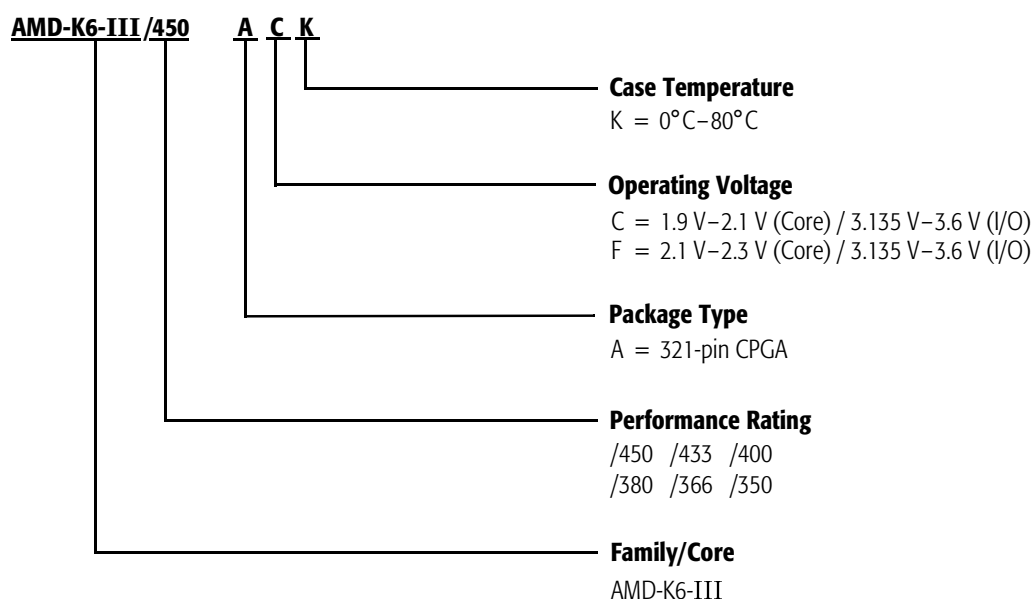 AMD-K6-III/450 A C K
Case Temperature
K = 0°C–80°C
Operating Voltage
C = 1.9 V–2.1 V (Core) / 3.135 V–3.6 V (I/O)
F = 2.1 V–2.3 V (Core) / 3.135 V–3.6 V (I/O)
Package Type
A = 321-pin CPGA
Performance Rating
/450 /433 /400
/380 /366 /350
Family/Core
AMD-K6-III